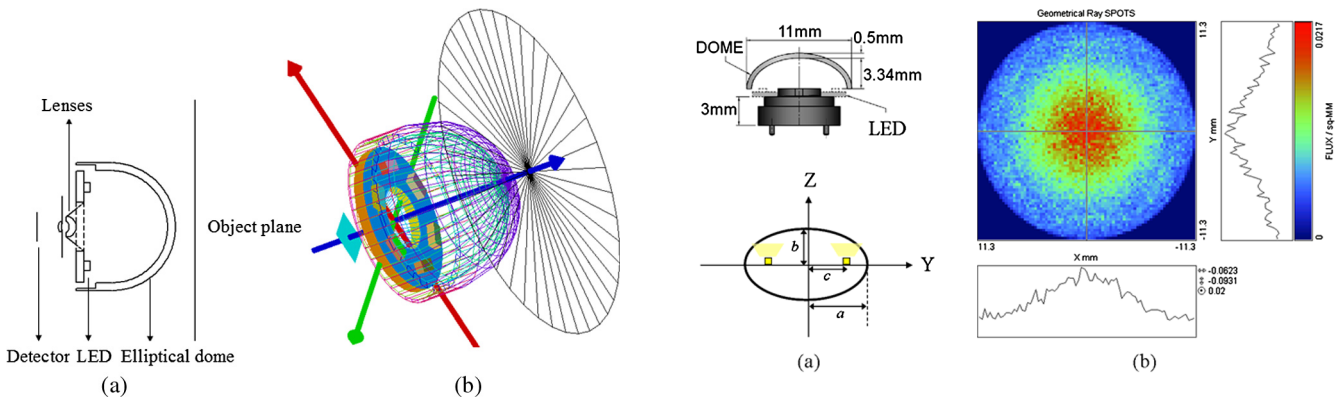 Lenses
Object plane
Detector LED Elliptical dome
(a)
(b)
11mm
0.5mm
DOME
3.34mm
3mm
LED
Z
b
Y
c
a
(a)
Geometrical Ray SPOTS
11.3
Y mm
-11.3
11.3
-11.3
X mm
0.0217
FLUX / sq-MM
0
-0.0623
-0.0931
0.02
(b)